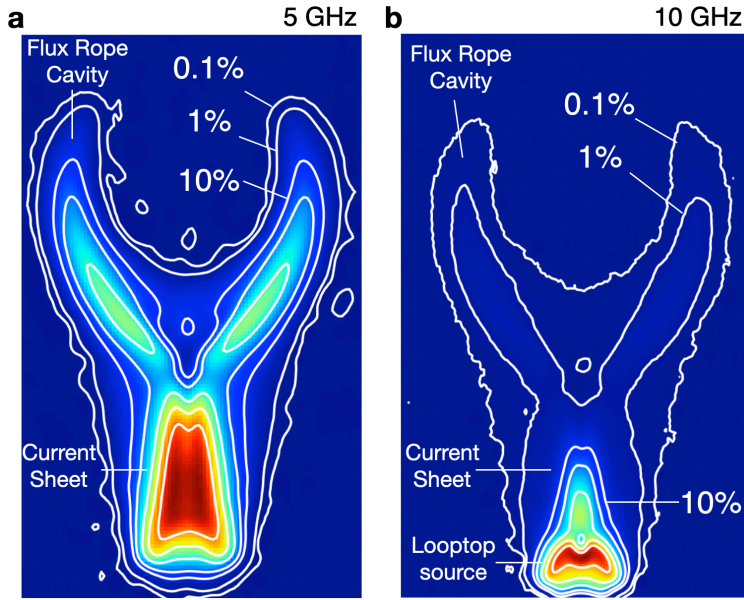 a
5 GHz
Flux Rope
Cavity
0.1%
1%
10%
Current
Sheet
b
10 GHz
Flux Rope
Cavity
0.1%
1%
Current
Sheet
10%
Looptop
source